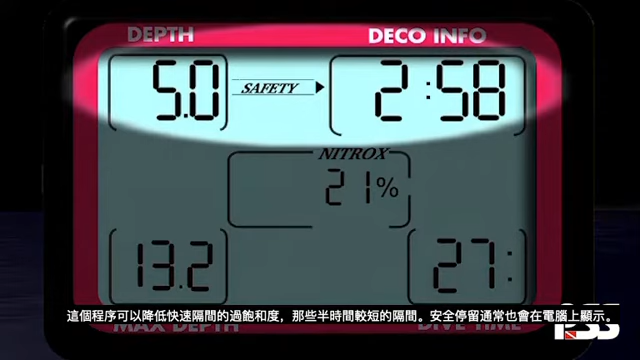 DEPTH DECO INFO
5.0 SAFETY 2:58
NITROX
21%
13.2 27:
這個程序可以降低快速隔間的過飽和度，那些半時間較短的隔間。安全停留通常也會在電腦上顯示。
MAX DEPTH DIVE TIME
PSS